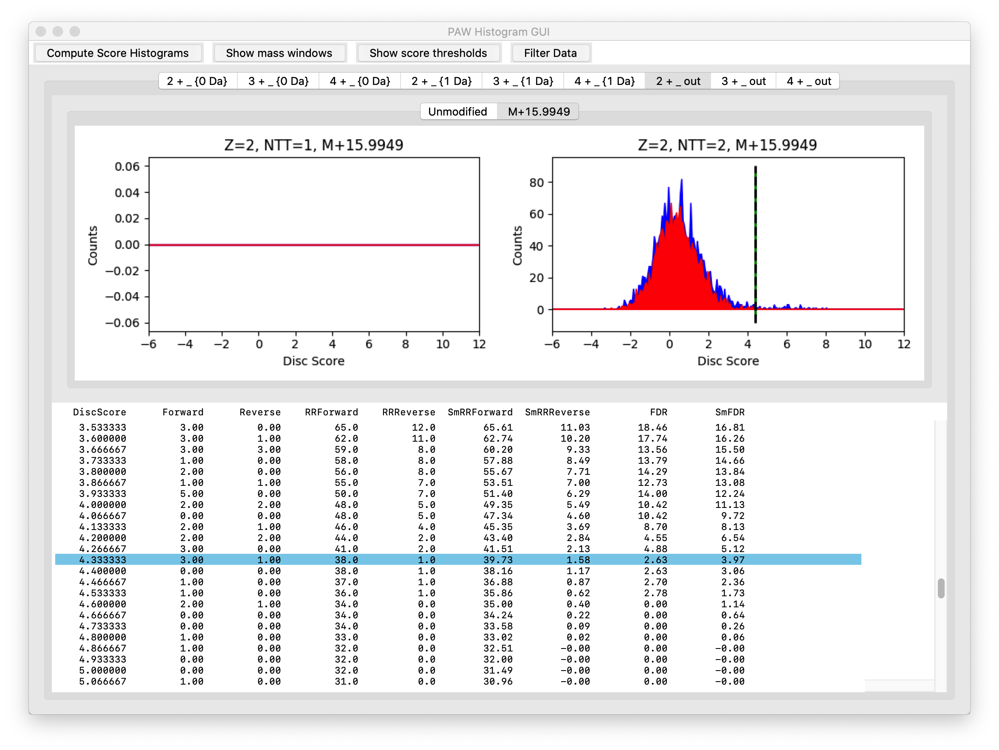 PAW Histogram GUI
Compute Score Histograms Show mass windows Show score thresholds Filter Data
2 + _ {0 Da} 3 + _ {0 Da} 4 + _ {0 Da} 2 + _ {1 Da} 3 + _ {1 Da} 4 + _ {1 Da} 2 + _ out 3 + _ out 4 + _ out
Unmodified M+15.9949
Z=2, NTT=1, M+15.9949
0.06
0.04
0.02
0.00
−0.02
−0.04
−0.06
Counts
−6 −4 −2 0 2 4 6 8 10 12
Disc Score
Z=2, NTT=2, M+15.9949
80
60
40
20
0
Counts
−6 −4 −2 0 2 4 6 8 10 12
Disc Score
DiscScore Forward Reverse RRForward RRReverse SmRRForward SmRRReverse FDR SmFDR
3.533333 3.00 0.00 65.0 12.0 65.61 11.03 18.46 16.81
3.600000 3.00 1.00 62.0 11.0 62.74 10.20 17.74 16.26
3.666667 3.00 3.00 59.0 8.0 60.20 9.33 13.56 15.50
3.733333 1.00 0.00 58.0 8.0 57.88 8.49 13.79 14.66
3.800000 2.00 0.00 56.0 8.0 55.67 7.71 14.29 13.84
3.866667 1.00 1.00 55.0 7.0 53.51 7.00 12.73 13.08
3.933333 5.00 0.00 50.0 7.0 51.40 6.29 14.00 12.24
4.000000 2.00 2.00 48.0 5.0 49.35 5.49 10.42 11.13
4.066667 0.00 0.00 48.0 5.0 47.34 4.60 10.42 9.72
4.133333 2.00 1.00 46.0 4.0 45.35 3.69 8.70 8.13
4.200000 2.00 2.00 44.0 2.0 43.40 2.84 4.55 6.54
4.266667 3.00 0.00 41.0 2.0 41.51 2.13 4.88 5.12
4.333333 3.00 1.00 38.0 1.0 39.73 1.58 2.63 3.97
4.400000 0.00 0.00 38.0 1.0 38.16 1.17 2.63 3.06
4.466667 1.00 0.00 37.0 1.0 36.88 0.87 2.70 2.36
4.533333 1.00 0.00 36.0 1.0 35.86 0.62 2.78 1.73
4.600000 2.00 1.00 34.0 0.0 35.00 0.40 0.00 1.14
4.666667 0.00 0.00 34.0 0.0 34.24 0.22 0.00 0.64
4.733333 0.00 0.00 34.0 0.0 33.58 0.09 0.00 0.26
4.800000 1.00 0.00 33.0 0.0 33.02 0.02 0.00 0.06
4.866667 1.00 0.00 32.0 0.0 32.51 −0.00 0.00 −0.00
4.933333 0.00 0.00 32.0 0.0 32.00 −0.00 0.00 −0.00
5.000000 0.00 0.00 32.0 0.0 31.49 −0.00 0.00 −0.00
5.066667 1.00 0.00 31.0 0.0 30.96 −0.00 0.00 −0.00